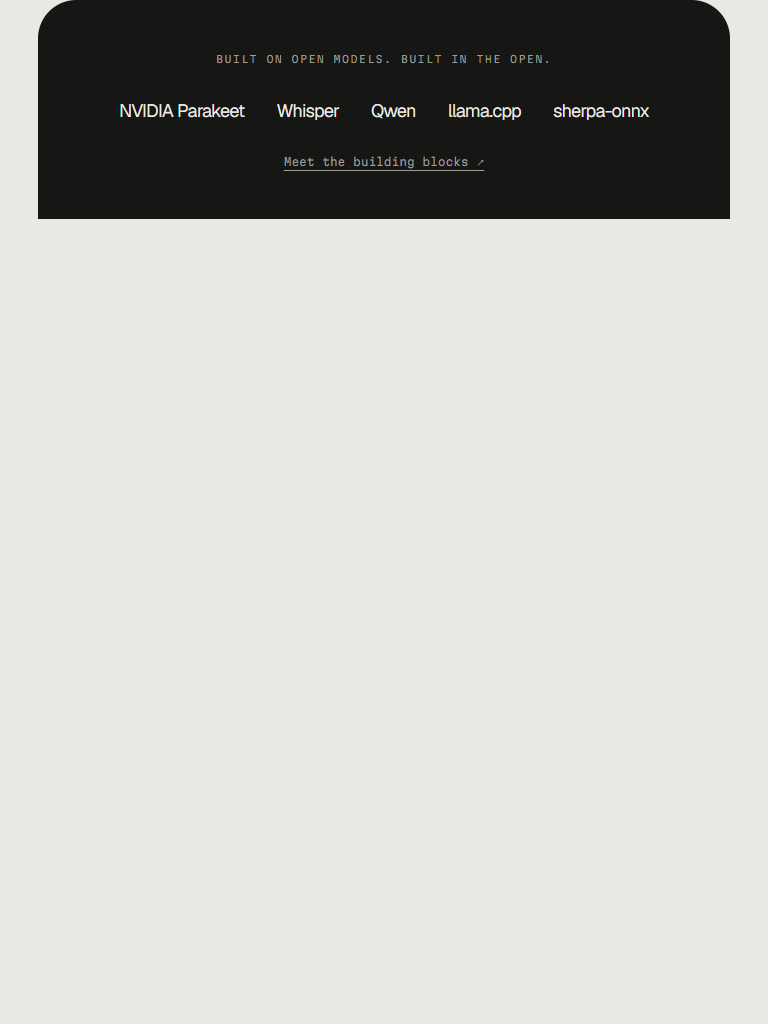 BUILT ON OPEN MODELS. BUILT IN THE OPEN.
NVIDIA Parakeet Whisper Qwen llama.cpp sherpa-onnx
Meet the building blocks ↗